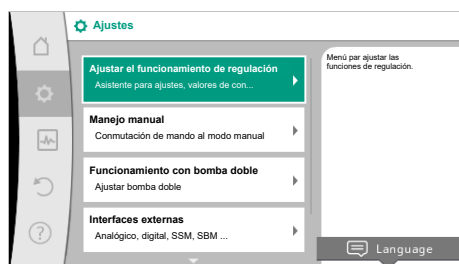 Ajustes
Ajustar el funcionamiento de regulación
Asistente para ajustes, valores de con...
Manejo manual
Conmutación de mando al modo manual
Funcionamiento con bomba doble
Ajustar bomba doble
Interfaces externas
Analógico, digital, SSM, SBM ...
Menú par ajustar las
funciones de regulación.
Language